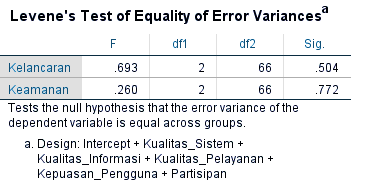 Levene's Test of Equality of Error Variancesa
F df1 df2 Sig.
Kelancaran .693 2 66 .504
Keamanan .260 2 66 .772
Tests the null hypothesis that the error variance of the
dependent variable is equal across groups.
a. Design: Intercept + Kualitas_Sistem +
Kualitas_Informasi + Kualitas_Pelayanan +
Kepuasan_Pengguna + Partisipan